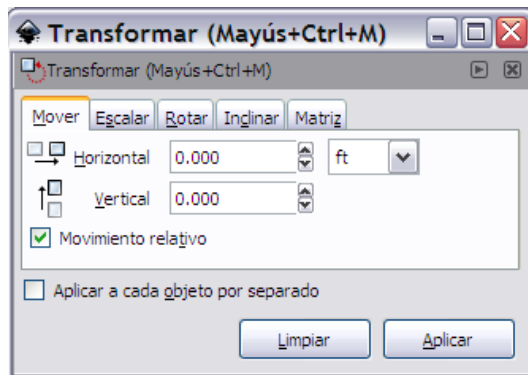 Transformar (Mayús+Ctrl+M)
Transformar (Mayús+Ctrl+M)
Mover Escalar Rotar Inclinar Matriz
Horizontal 0.000 ft
Vertical 0.000
Movimiento relativo
Aplicar a cada objeto por separado
Limpiar Aplicar